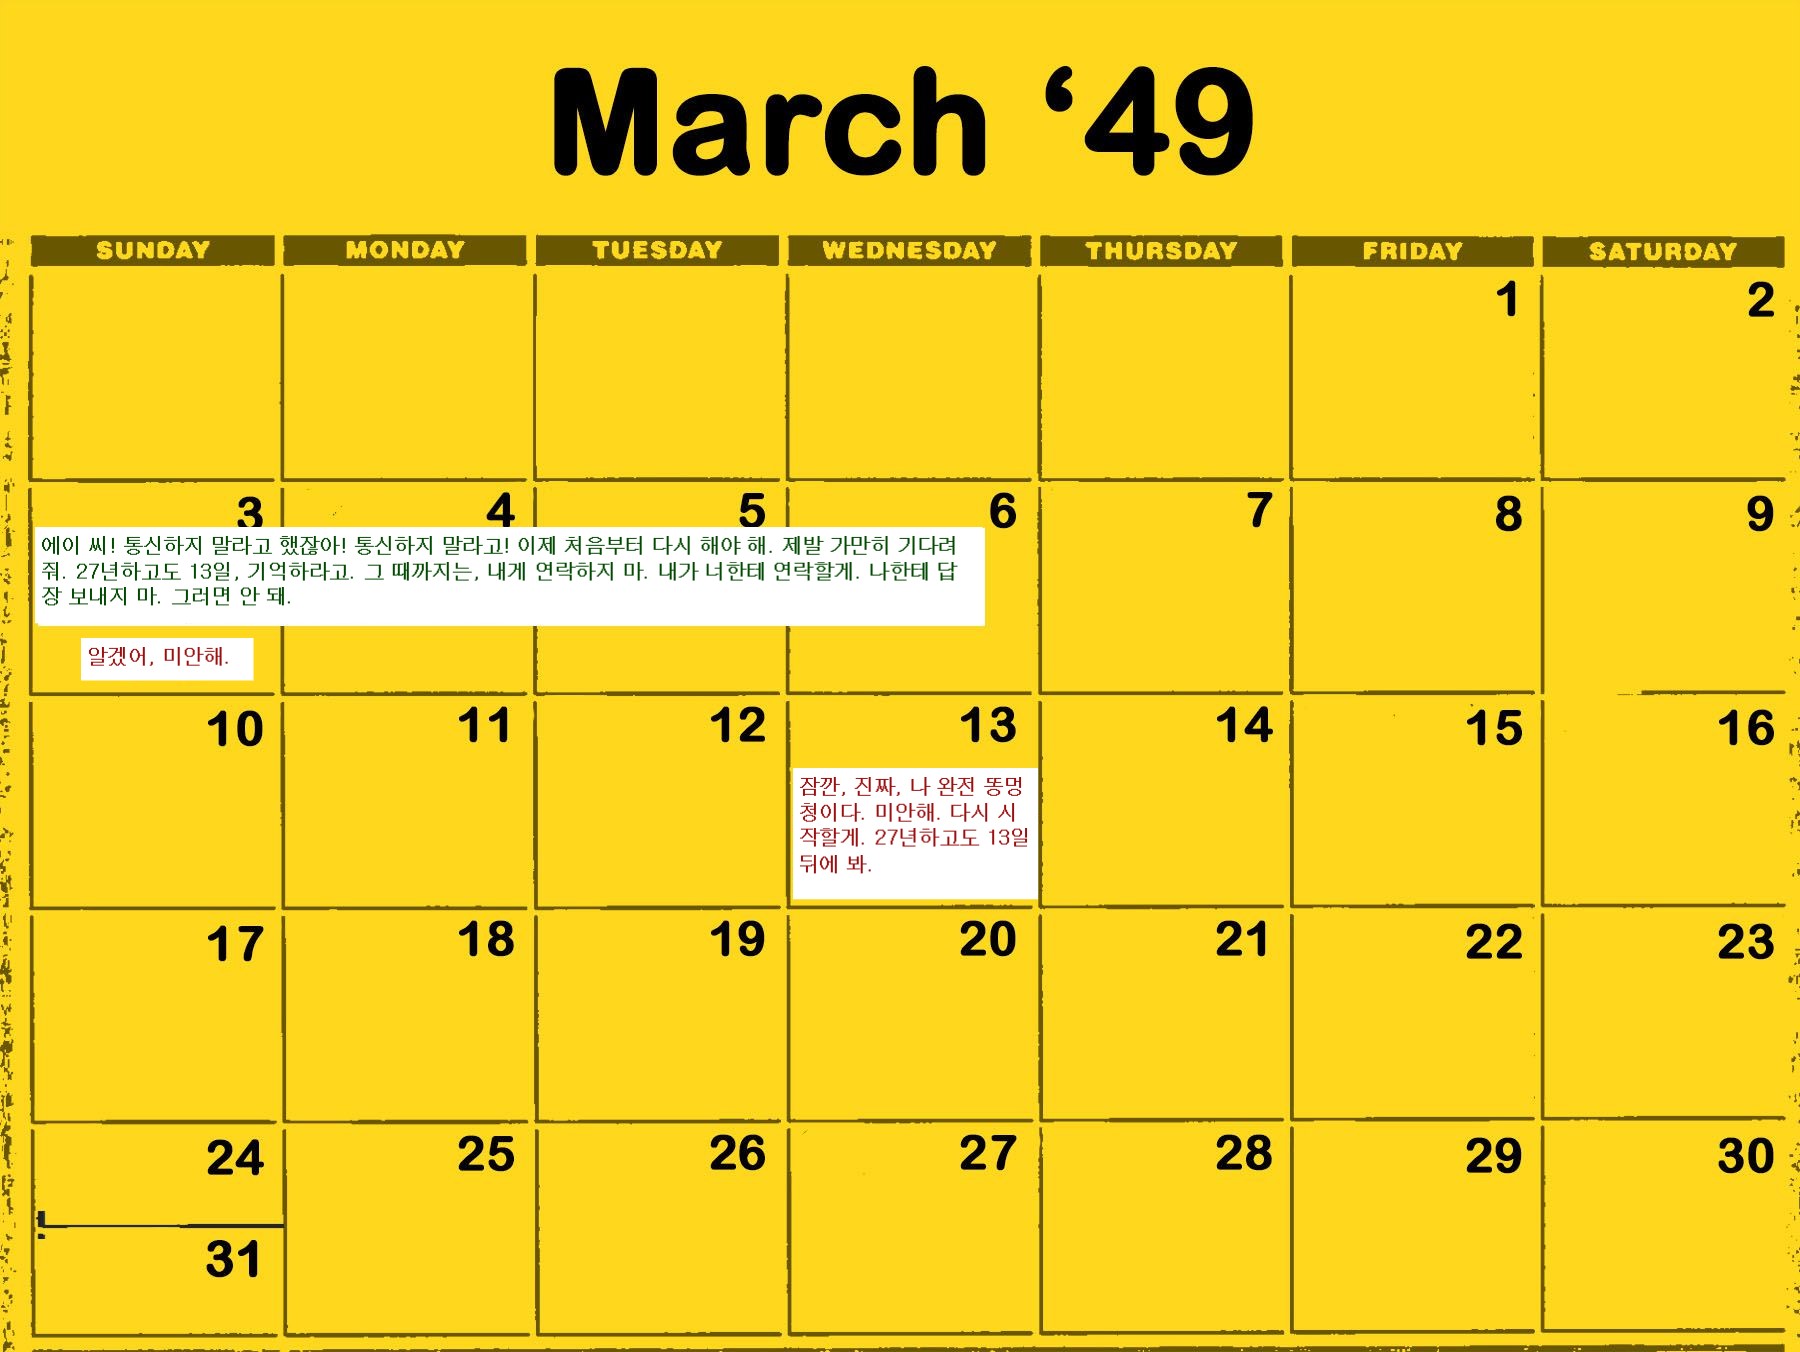 March ‘49
SUNDAY MONDAY TUESDAY WEDNESDAY THURSDAY FRIDAY SATURDAY
1 2
3 4 5 6 7 8 9
에이 씨! 통신하지 말라고 했잖아! 통신하지 말라고! 이제 처음부터 다시 해야 해. 제발 가만히 기다려
줘. 27년하고도 13일, 기억하라고. 그 때까지는, 내게 연락하지 마. 내가 너한테 연락할게. 나한테 답
장 보내지 마. 그러면 안 돼.
알겠어, 미안해.
10 11 12 13 14 15 16
잠깐, 진짜, 나 완전 똥멍
청이다. 미안해. 다시 시
작할게. 27년하고도 13일
뒤에 봐.
17 18 19 20 21 22 23
24 25 26 27 28 29 30
31